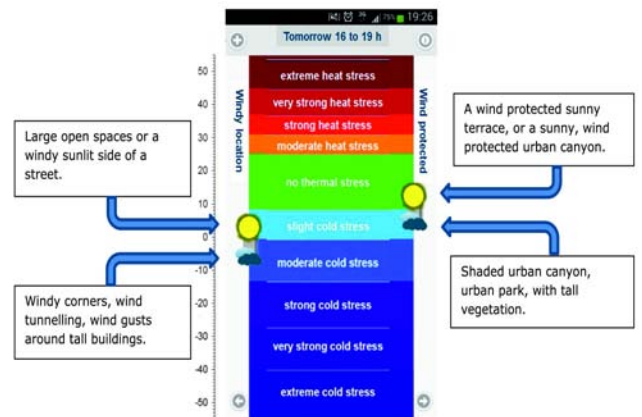 3G 75% 19:26
Tomorrow 16 to 19 h
Windy location
Wind protected
50
40
30
20
10
0
-10
-20
-30
-40
-50
extreme heat stress
very strong heat stress
strong heat stress
moderate heat stress
no thermal stress
slight cold stress
moderate cold stress
strong cold stress
very strong cold stress
extreme cold stress
Large open spaces or a
windy sunlit side of a
street.
Windy corners, wind
tunnelling, wind gusts
around tall buildings.
A wind protected sunny
terrace, or a sunny, wind
protected urban canyon.
Shaded urban canyon,
urban park, with tall
vegetation.